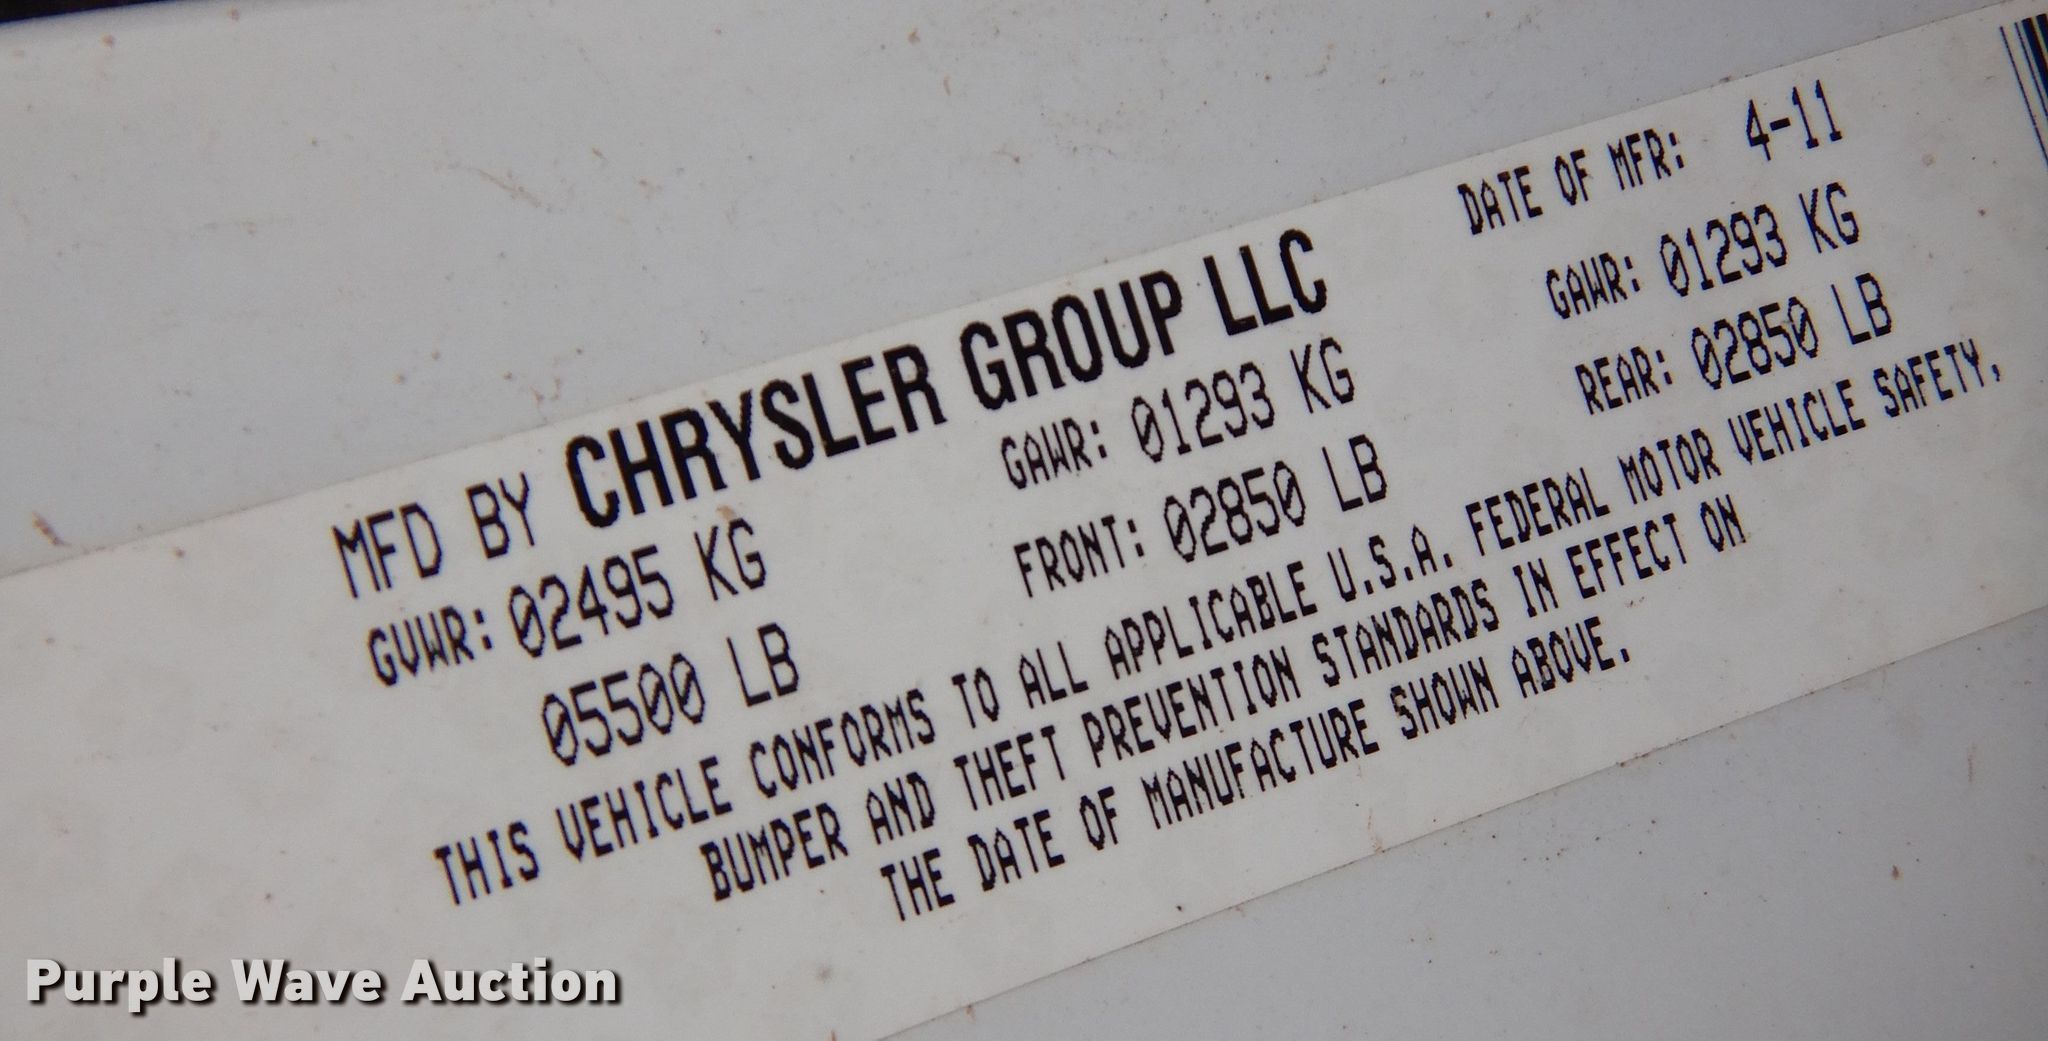 MFD BY CHRYSLER GROUP LLC DATE OF MFR: 4-11
GVWR: 02495 KG GAWR: 01293 KG GAWR: 01293 KG
05500 LB FRONT: 02850 LB REAR: 02850 LB
THIS VEHICLE CONFORMS TO ALL APPLICABLE U.S.A. FEDERAL MOTOR VEHICLE SAFETY,
BUMPER AND THEFT PREVENTION STANDARDS IN EFFECT ON
THE DATE OF MANUFACTURE SHOWN ABOVE.
Purple Wave Auction